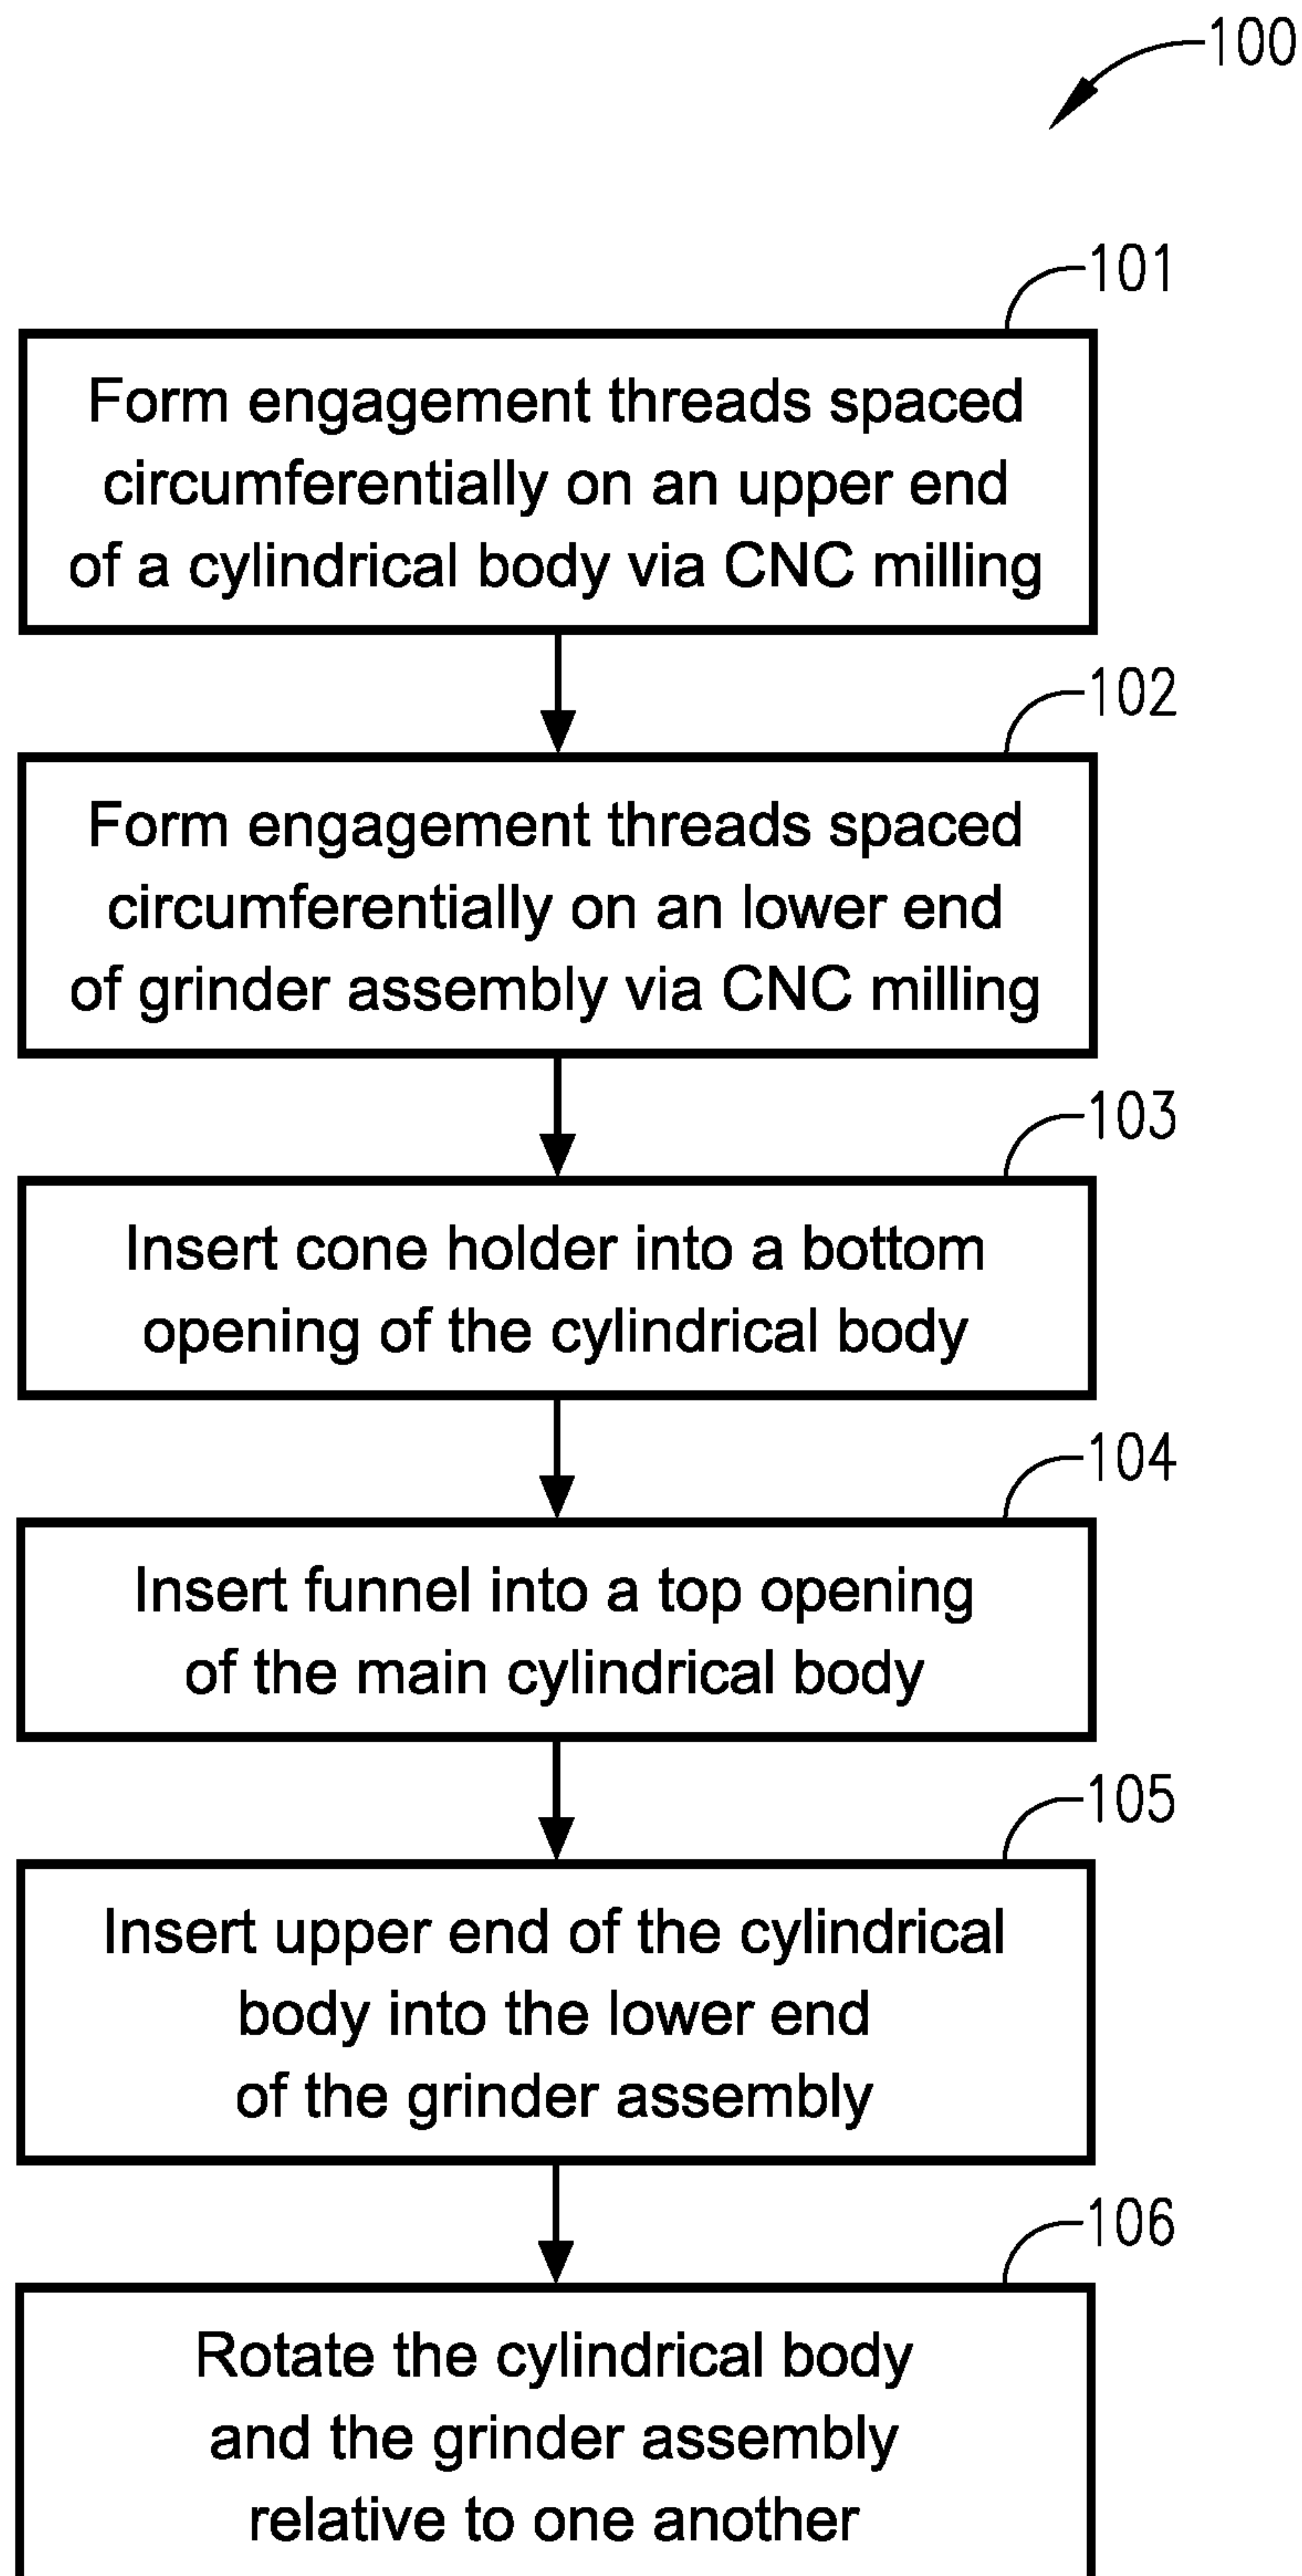 100
101
Form engagement threads spaced
circumferentially on an upper end
of a cylindrical body via CNC milling
102
Form engagement threads spaced
circumferentially on an lower end
of grinder assembly via CNC milling
103
Insert cone holder into a bottom
opening of the cylindrical body
104
Insert funnel into a top opening
of the main cylindrical body
105
Insert upper end of the cylindrical
body into the lower end
of the grinder assembly
106
Rotate the cylindrical body
and the grinder assembly
relative to one another